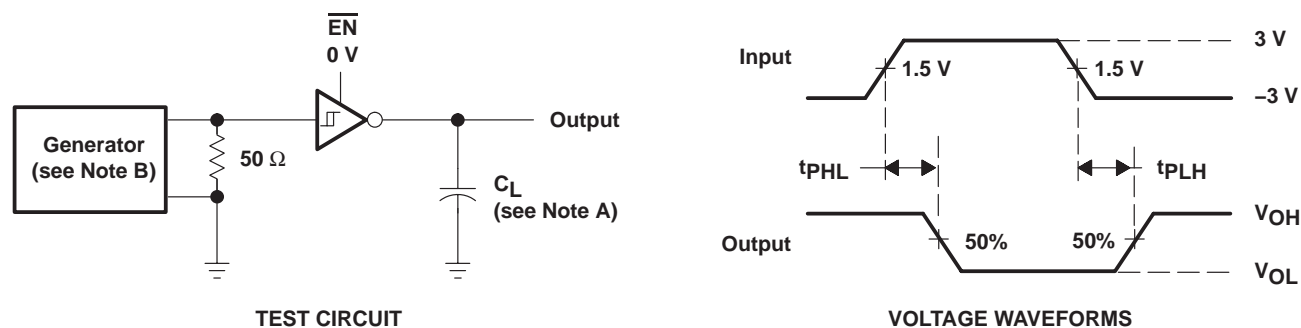 EN
0 V
Generator
(see Note B)
50 Ω
Output
CL
(see Note A)
TEST CIRCUIT
Input
1.5 V
1.5 V
3 V
–3 V
tPHL
tPLH
Output
50%
50%
VOH
VOL
VOLTAGE WAVEFORMS